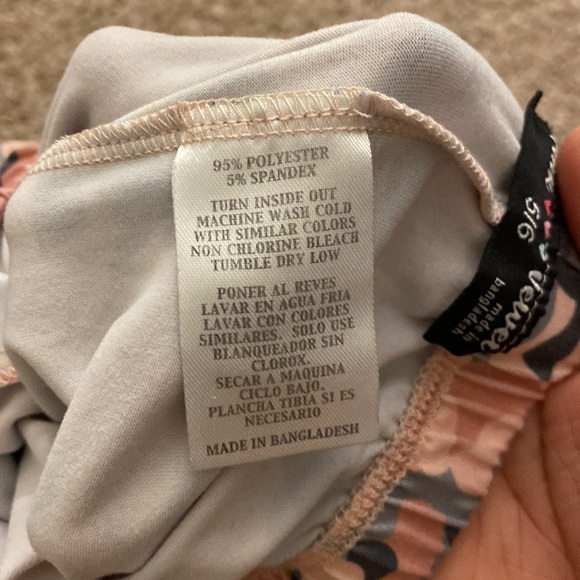 95% POLYESTER
5% SPANDEX
TURN INSIDE OUT
MACHINE WASH COLD
WITH SIMILAR COLORS
NON CHLORINE BLEACH
TUMBLE DRY LOW
PONER AL REVES
LAVAR EN AGUA FRIA
LAVAR CON COLORES
SIMILARES. SOLO USE
BLANQUEADOR SIN
CLOROX.
SECAR A MAQUINA
CICLO BAJO.
PLANCHA TIBIA SI ES
NECESARIO
MADE IN BANGLADESH
5/6
made in
bangladesh